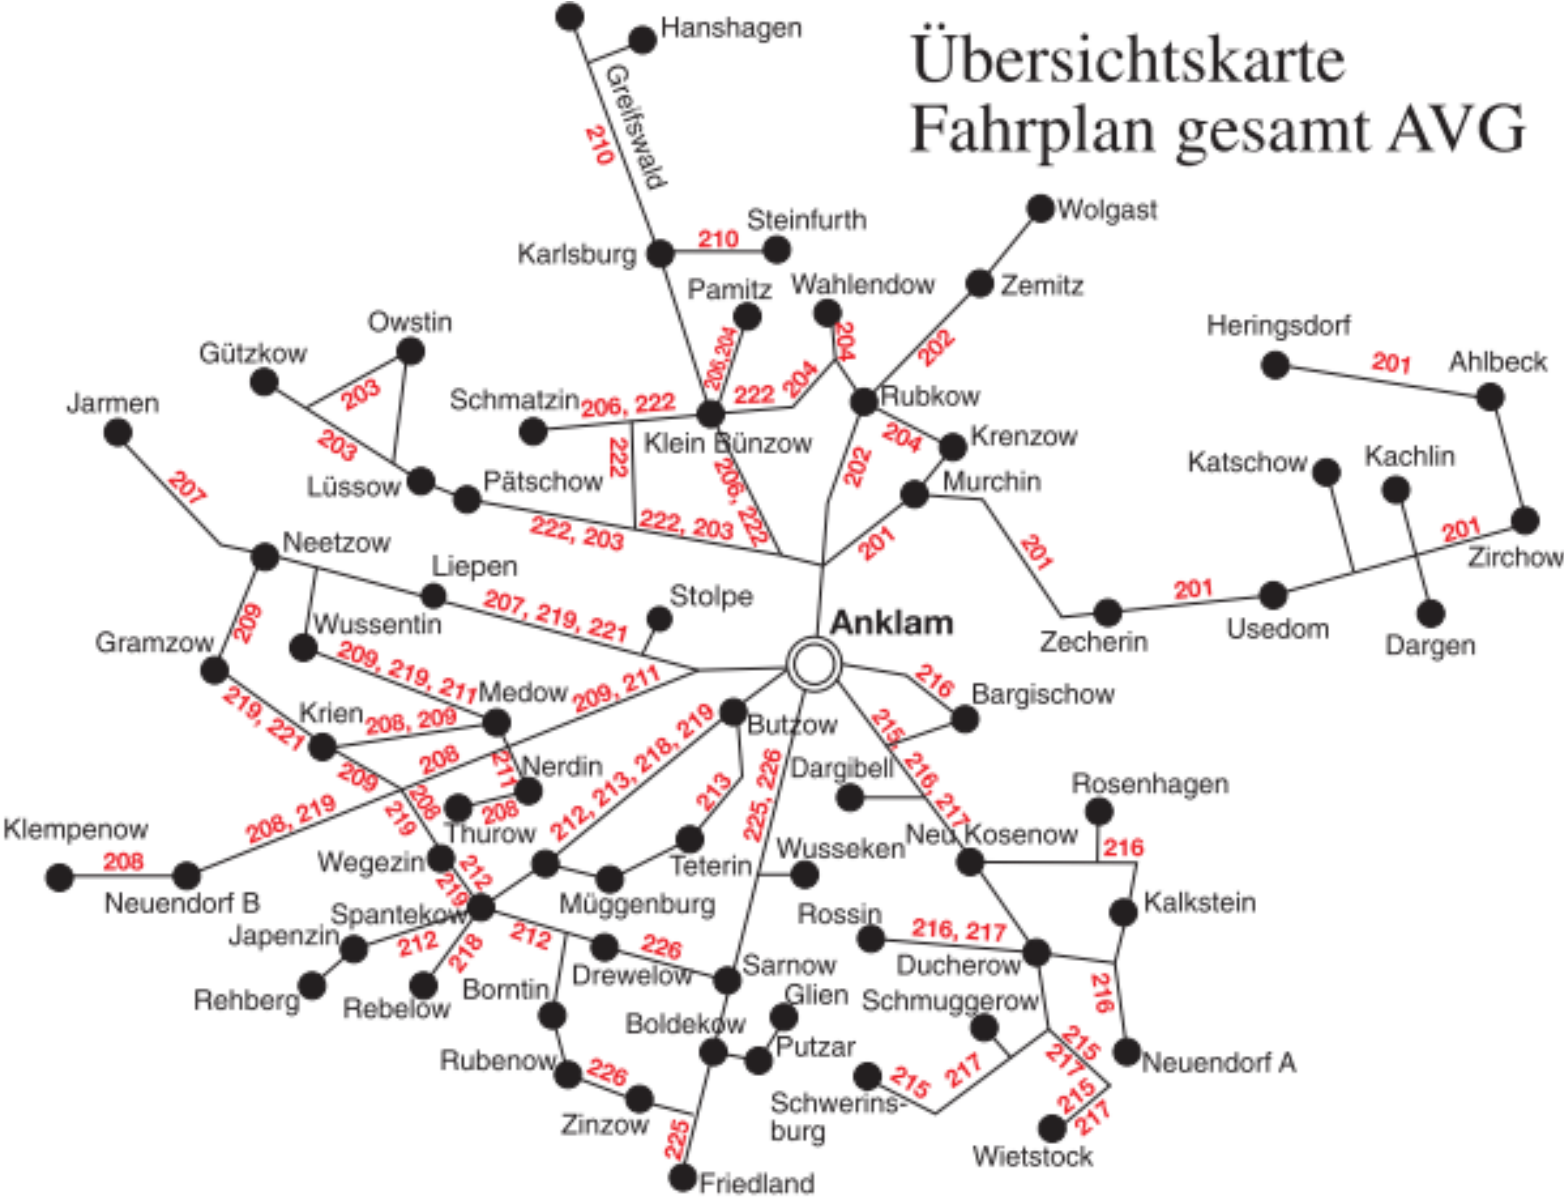 Übersichtskarte
Fahrplan gesamt AVG
Hanshagen
Greifswald
210
Wolgast
Steinfurth
210
Karlsburg
Zemitz
Pamitz
Wahlendow
206,204
204
202
Heringsdorf
201
Ahlbeck
Owstin
Gützkow
203
203
Jarmen
207
Schmatzin
206, 222
222
204
Rubkow
Klein Bünzow
204
Krenzow
222
206, 222
202
Katschow
Kachlin
Lüssow
Pätschow
Murchin
222, 203
222, 203
201
201
201
Zirchow
Neetzow
Liepen
207, 219, 221
Stolpe
Anklam
201
Zecherin
Usedom
Dargen
209
Wussentin
Gramzow
209, 219, 211
209, 211
216
Bargischow
219, 221
Krien
208, 209
Medow
Butzow
215, 216, 217
209
208
211
Nerdin
212, 213, 218, 219
213
225, 226
Dargibell
Rosenhagen
208, 219
208
219
208
Thurow
Klempenow
208
Neuendorf B
Wegezin
212
219
Teterin
Müggenburg
Wusseken
Neu Kosenow
216
Kalkstein
Spantekow
Japenzin
212
218
212
Rehberg
Rebelow
Drewelow
226
Sarnow
Rossin
216, 217
Ducherow
216
Borntin
Glien
Schmuggerow
Boldekow
Putzar
Rubenow
226
Zinzow
225
Friedland
215
217
Schwerins-
burg
215
217
215
217
Wietstock
Neuendorf A